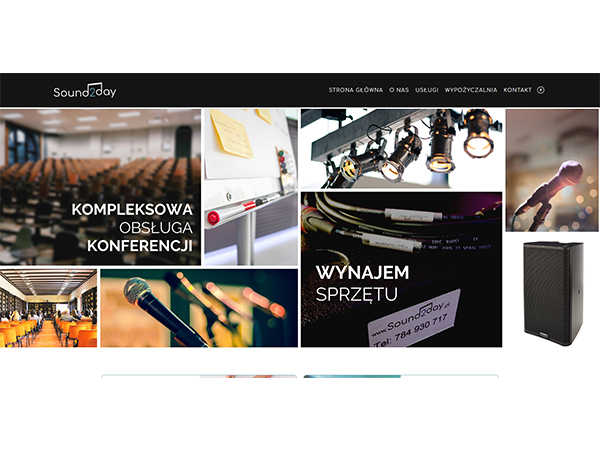 Sound2day
STRONA GŁÓWNA O NAS USŁUGI WYPOŻYCZALNIA KONTAKT
KOMPLEKSOWA
OBSŁUGA
KONFERENCJI
WYNAJEM
SPRZĘTU
www.Sound2day.pl
Tel: 784 930 717